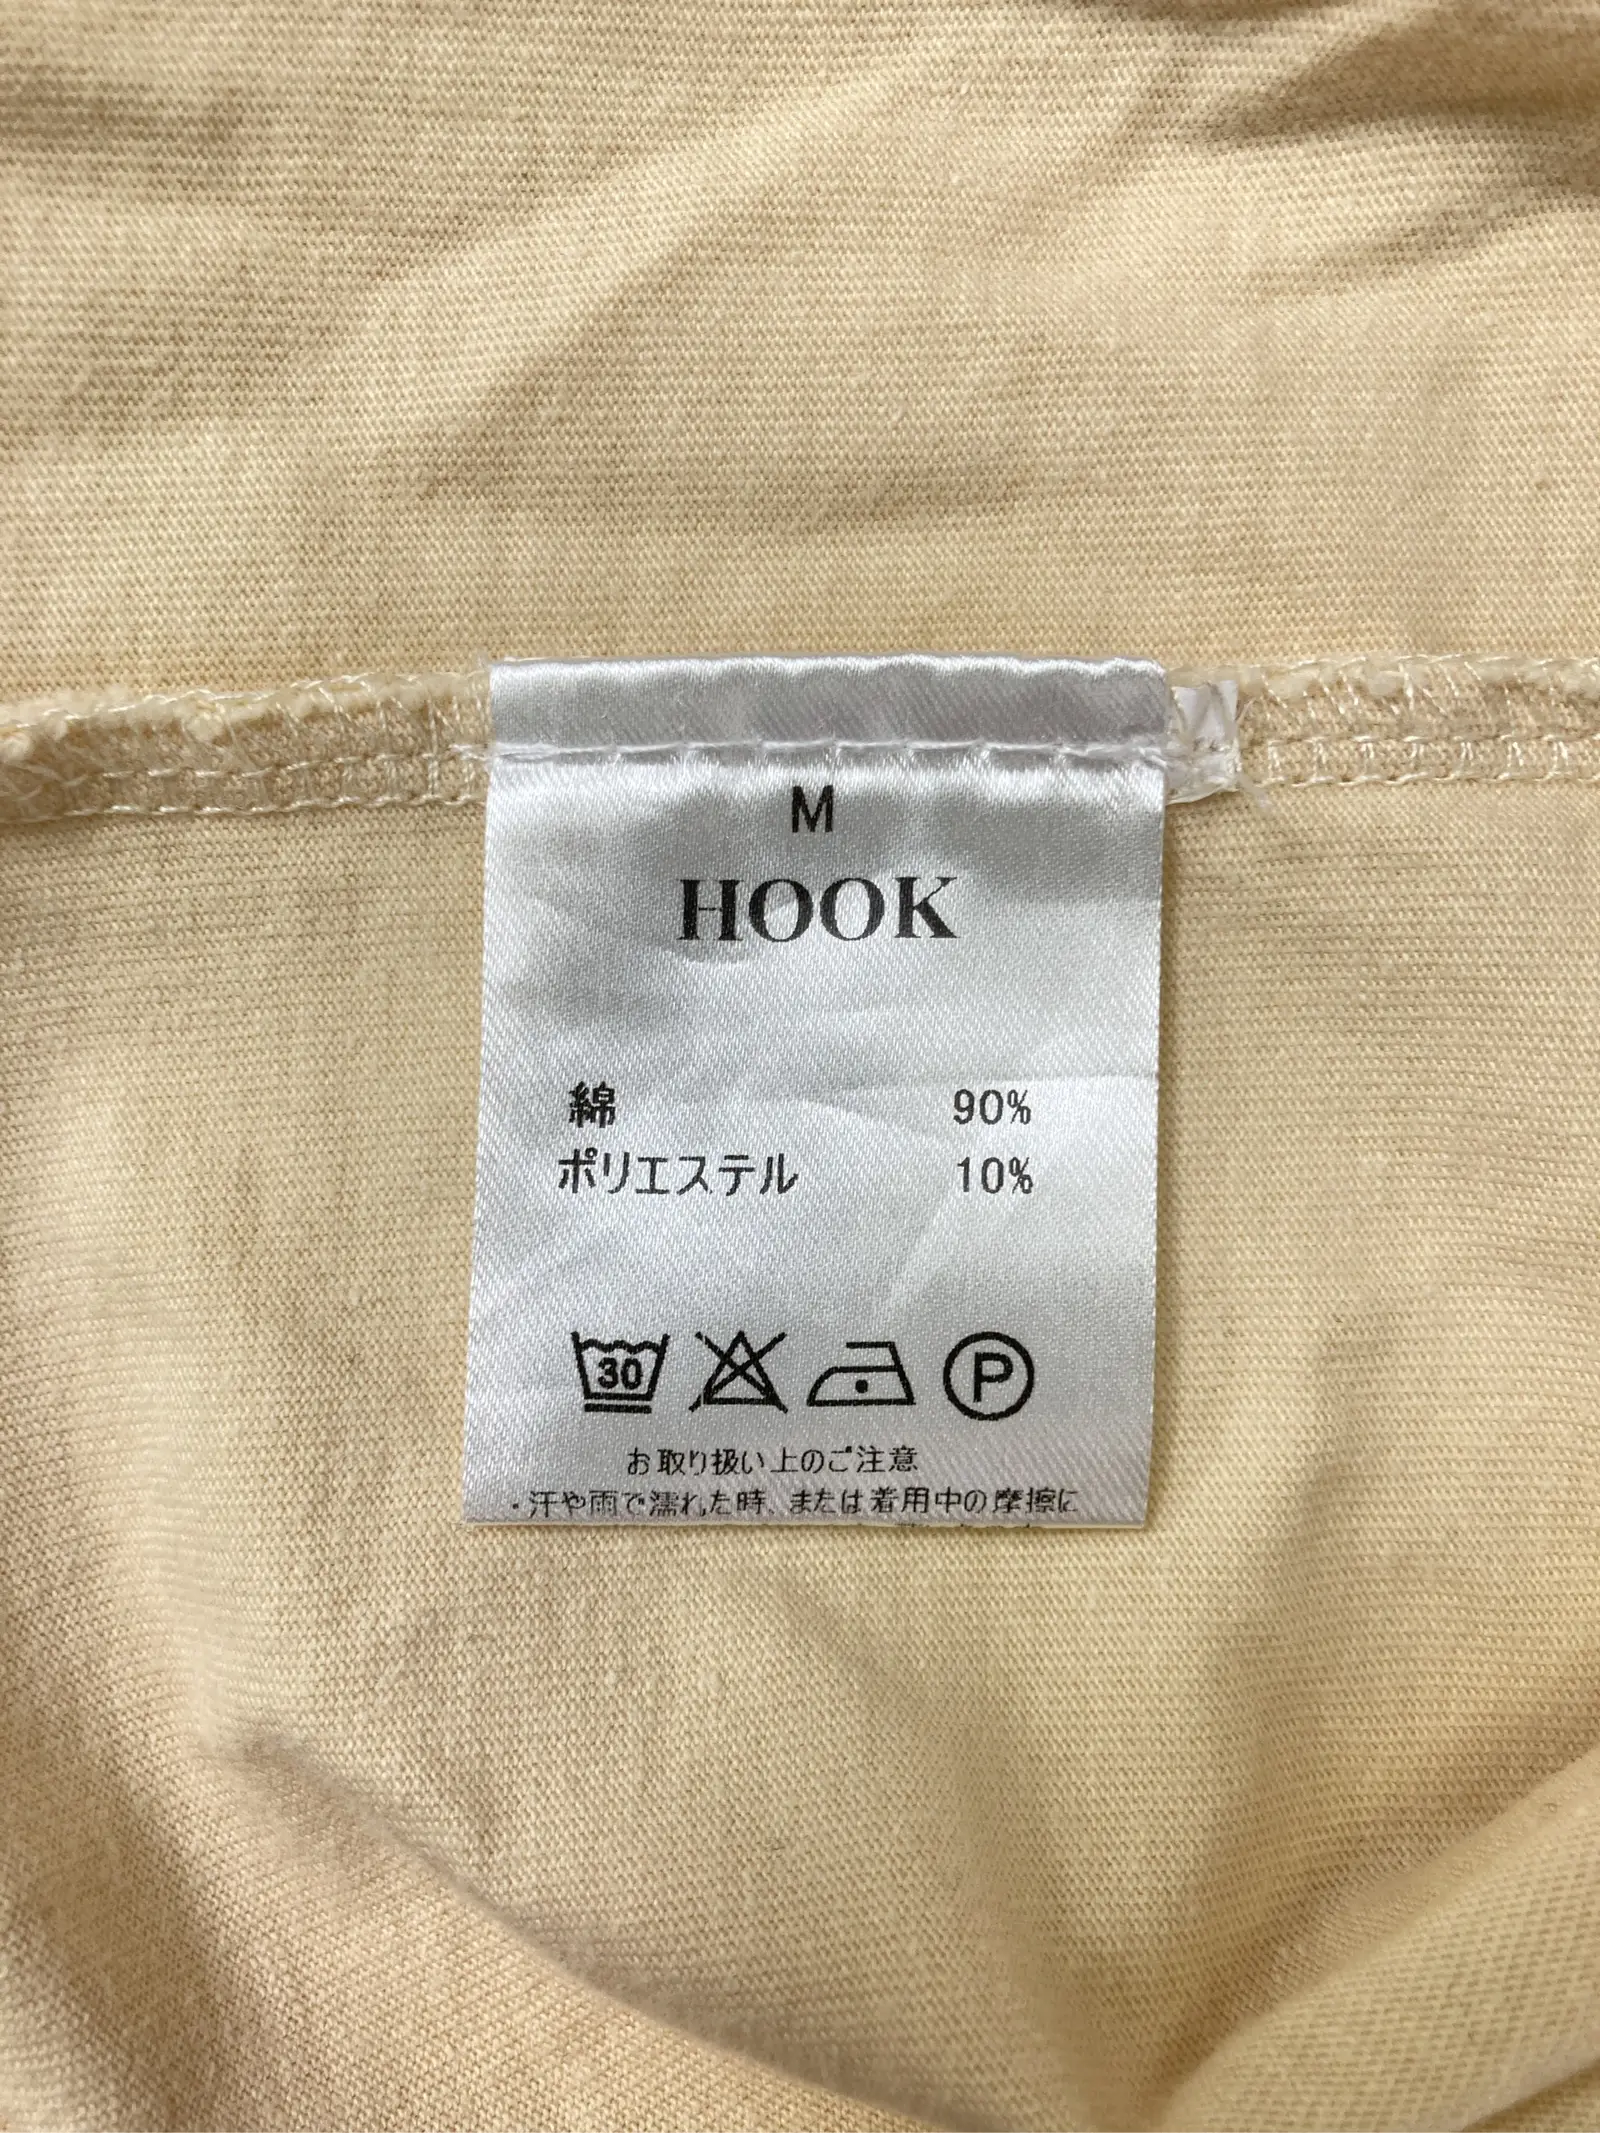 M
HOOK
綿 90%
ポリエステル 10%
30 P
お取り扱い上のご注意
・汗や雨で濡れた時、または着用中の摩擦に